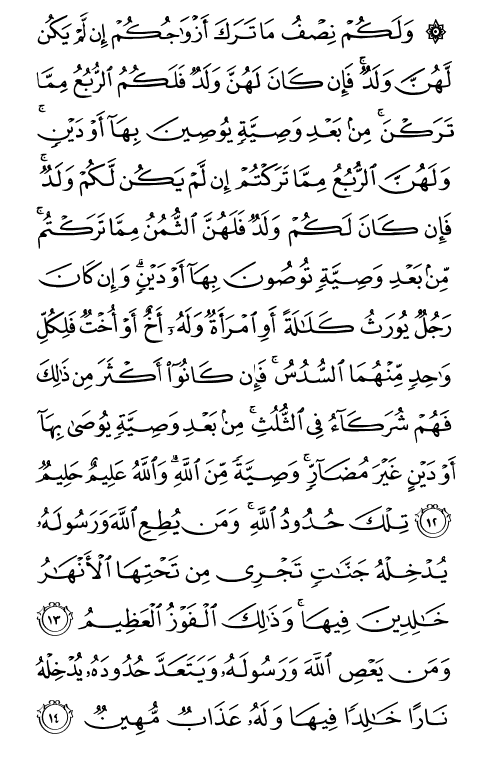 ۞ وَلَكُمۡ نِصۡفُ مَا تَرَكَ أَزۡوَٰجُكُمۡ إِن لَّمۡ يَكُن
لَّهُنَّ وَلَدٞۚ فَإِن كَانَ لَهُنَّ وَلَدٞ فَلَكُمُ ٱلرُّبُعُ مِمَّا
تَرَكۡنَۚ مِنۢ بَعۡدِ وَصِيَّةٖ يُوصِينَ بِهَآ أَوۡ دَيۡنٖۚ
وَلَهُنَّ ٱلرُّبُعُ مِمَّا تَرَكۡتُمۡ إِن لَّمۡ يَكُن لَّكُمۡ وَلَدٞۚ
فَإِن كَانَ لَكُمۡ وَلَدٞ فَلَهُنَّ ٱلثُّمُنُ مِمَّا تَرَكۡتُمۚ
مِّنۢ بَعۡدِ وَصِيَّةٖ تُوصُونَ بِهَآ أَوۡ دَيۡنٖۗ وَإِن كَانَ
رَجُلٞ يُورَثُ كَلَٰلَةً أَوِ ٱمۡرَأَةٞ وَلَهُۥٓ أَخٌ أَوۡ أُخۡتٞ فَلِكُلِّ
وَٰحِدٖ مِّنۡهُمَا ٱلسُّدُسُۚ فَإِن كَانُوٓاْ أَكۡثَرَ مِن ذَٰلِكَ
فَهُمۡ شُرَكَآءُ فِي ٱلثُّلُثِۚ مِنۢ بَعۡدِ وَصِيَّةٖ يُوصَىٰ بِهَآ
أَوۡ دَيۡنٍ غَيۡرَ مُضَآرّٖۚ وَصِيَّةٗ مِّنَ ٱللَّهِۗ وَٱللَّهُ عَلِيمٌ حَلِيمٞ
١٢ تِلۡكَ حُدُودُ ٱللَّهِۚ وَمَن يُطِعِ ٱللَّهَ وَرَسُولَهُۥ
يُدۡخِلۡهُ جَنَّٰتٖ تَجۡرِي مِن تَحۡتِهَا ٱلۡأَنۡهَٰرُ
خَٰلِدِينَ فِيهَاۚ وَذَٰلِكَ ٱلۡفَوۡزُ ٱلۡعَظِيمُ ١٣
وَمَن يَعۡصِ ٱللَّهَ وَرَسُولَهُۥ وَيَتَعَدَّ حُدُودَهُۥ يُدۡخِلۡهُ
نَارًا خَٰلِدٗا فِيهَا وَلَهُۥ عَذَابٞ مُّهِينٞ ١٤